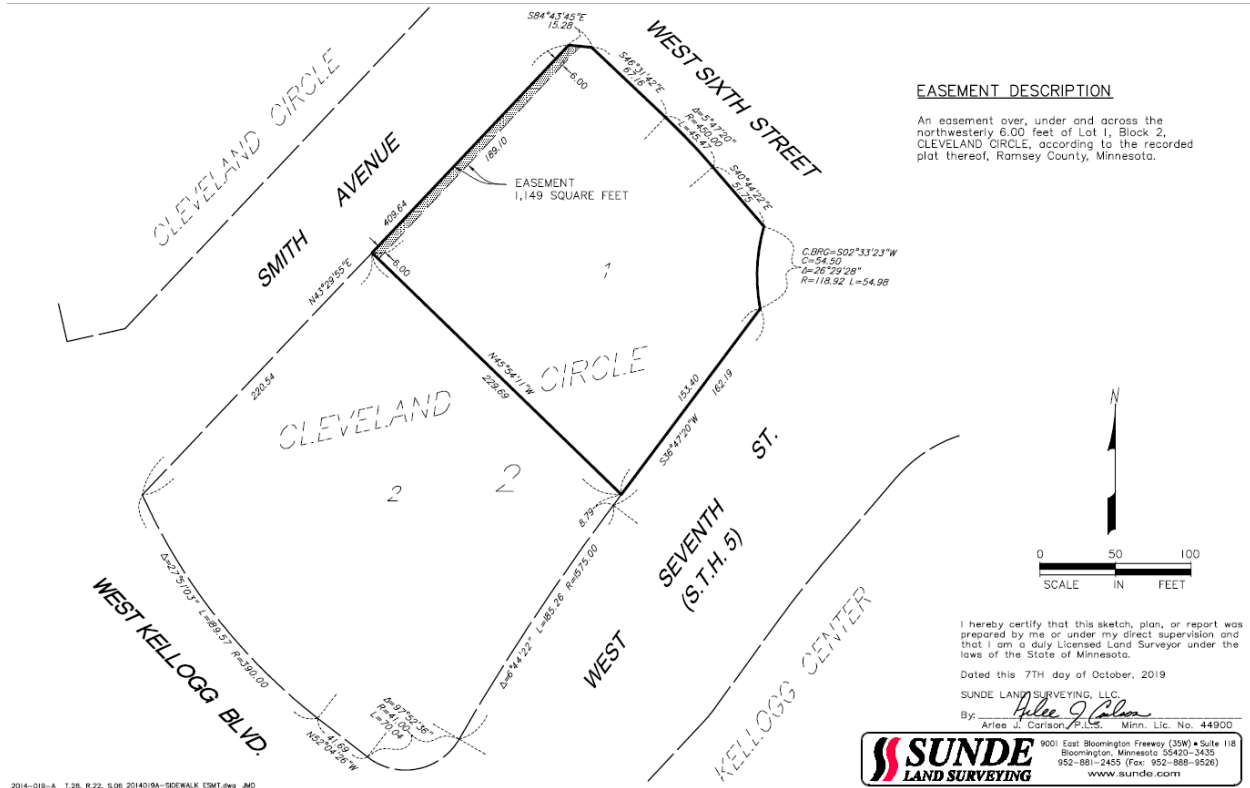 S84°43'45"E
15.28
CLEVELAND CIRCLE
SMITH AVENUE
WEST SIXTH STREET
6.00
S46°31'42"E
67.16
Δ=5°47'20"
R=450.00
L=45.47
S40°44'22"E
51.75
189.10
409.64
EASEMENT
1,149 SQUARE FEET
6.00
N43°29'55"E
C.BRG=S02°33'23"W
C=54.50
Δ=26°29'28"
R=118.92 L=54.98
1
EASEMENT DESCRIPTION
An easement over, under and across the
northwesterly 6.00 feet of Lot 1, Block 2,
CLEVELAND CIRCLE, according to the recorded
plat thereof, Ramsey County, Minnesota.
N45°54'11"W
229.69
CLEVELAND CIRCLE
153.40
162.19
S36°47'20"W
220.54
2
2
8.79
WEST SEVENTH ST.
(S.T.H. 5)
KELLOGG CENTER
Δ=27°51'03" L=189.57 R=390.00
Δ=6°44'22" L=185.26 R=1575.00
WEST KELLOGG BLVD.
Δ=97°52'36"
R=41.00
L=70.04
41.69
N52°04'26"W
N
0 50 100
SCALE IN FEET
I hereby certify that this sketch, plan, or report was
prepared by me or under my direct supervision and
that I am a duly Licensed Land Surveyor under the
laws of the State of Minnesota.
Dated this 7TH day of October, 2019
SUNDE LAND SURVEYING, LLC.
By: Arlee J Carlson
Arlee J. Carlson, P.L.S. Minn. Lic. No. 44900
SUNDE
LAND SURVEYING
9001 East Bloomington Freeway (35W) • Suite 118
Bloomington, Minnesota 55420-3435
952-881-2455 (Fax: 952-888-9526)
www.sunde.com
2014-019-A T.28, R.22, S.06 2014019A-SIDEWALK ESMT.dwg JMD